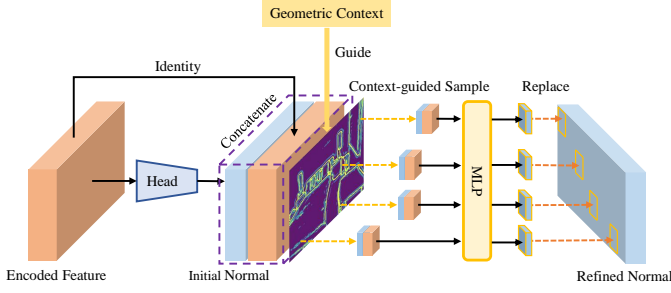 Geometric Context
Guide
Identity
Concatenate
Context-guided Sample
Replace
Head
MLP
Encoded Feature
Initial Normal
Refined Normal